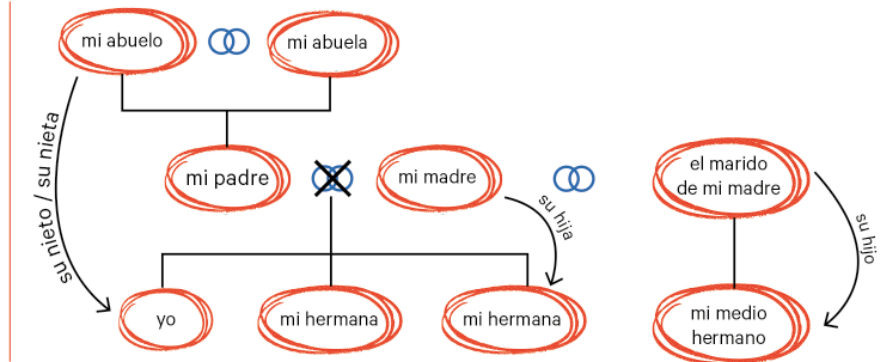 mi abuelo
mi abuela
su nieto / su nieta
mi padre
mi madre
el marido
de mi madre
su hija
su hijo
yo
mi hermana
mi hermana
mi medio
hermano